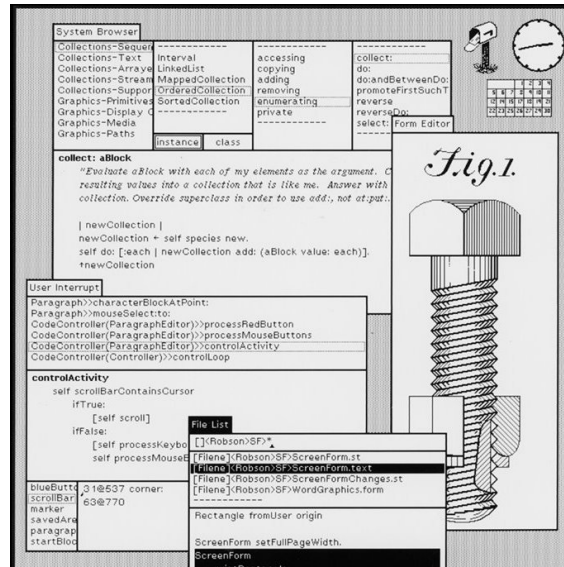 System Browser
Collections-Text
Collections-Arraye
Collections-Stream
Collections-Suppor
Graphics-Primitives
Graphics-Display
Graphics-Media
Graphics-Paths
Interval
LinkedList
MappedCollection
OrderedCollection
SortedCollection
------------
instance
class
------------
accessing
copying
adding
removing
enumerating
private
------------
------------
collect:
do:
do:andBetweenDo:
promoteFirstSuchT
reverse
reverseDo:
select:
Form Editor
Fig. 1.
collect: aBlock
"Evaluate aBlock with each of my elements as the argument. C
resulting values into a collection that is like me. Answer with
collection. Override superclass in order to use add:, not at:put:.
| newCollection |
newCollection ← self species new.
self do: [:each | newCollection add: (aBlock value: each)].
↑newCollection
User Interrupt
Paragraph>>characterBlockAtPoint:
Paragraph>>mouseSelect:to:
CodeController(ParagraphEditor)>>processRedButton
CodeController(ParagraphEditor)>>processMouseButtons
CodeController(ParagraphEditor)>>controlActivity
CodeController(Controller)>>controlLoop
controlActivity
self scrollBarContainsCursor
ifTrue:
[self scroll]
ifFalse:
[self processKeybo
self processMouseB
blueButt
scrollBar
marker
savedAre
paragrap
startBloc
31@537 corner:
63@770
File List
[]<Robson>SF>*
[Filene]<Robson>SF>ScreenForm.st
[Filene]<Robson>SF>ScreenForm.text
[Filene]<Robson>SF>ScreenFormChanges.st
[Filene]<Robson>SF>WordGraphics.form
------------
Rectangle fromUser origin
ScreenForm setFullPageWidth.
ScreenForm